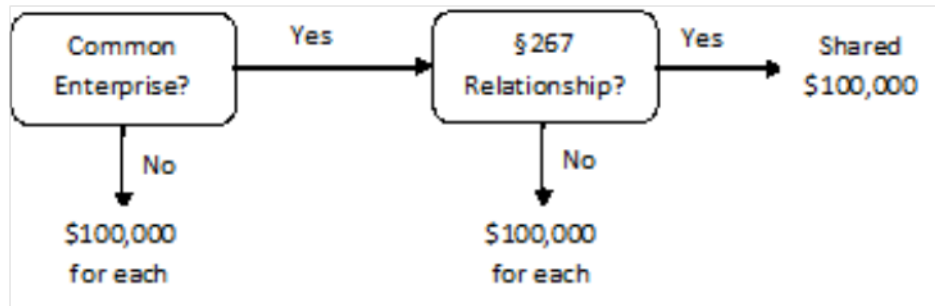 Common
Enterprise?
Yes
§267
Relationship?
Yes
Shared
$100,000
No
$100,000
for each
No
$100,000
for each